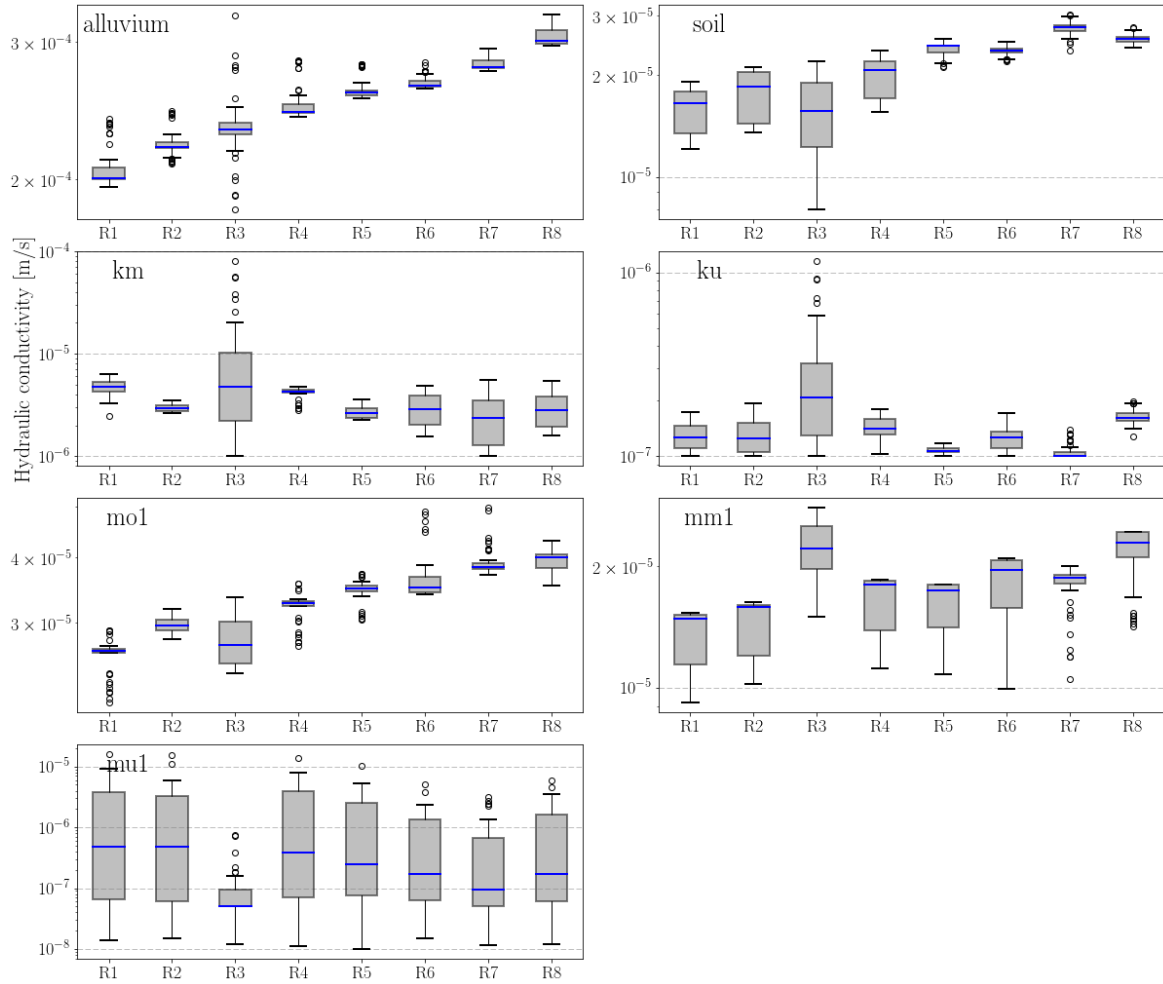 Hydraulic conductivity [m/s]
alluvium
3 × 10⁻⁴
2 × 10⁻⁴
R1 R2 R3 R4 R5 R6 R7 R8
soil
3 × 10⁻⁵
2 × 10⁻⁵
10⁻⁵
R1 R2 R3 R4 R5 R6 R7 R8
km
10⁻⁴
10⁻⁵
10⁻⁶
R1 R2 R3 R4 R5 R6 R7 R8
ku
10⁻⁶
10⁻⁷
R1 R2 R3 R4 R5 R6 R7 R8
mo1
4 × 10⁻⁵
3 × 10⁻⁵
R1 R2 R3 R4 R5 R6 R7 R8
mm1
2 × 10⁻⁵
10⁻⁵
R1 R2 R3 R4 R5 R6 R7 R8
mu1
10⁻⁵
10⁻⁶
10⁻⁷
10⁻⁸
R1 R2 R3 R4 R5 R6 R7 R8